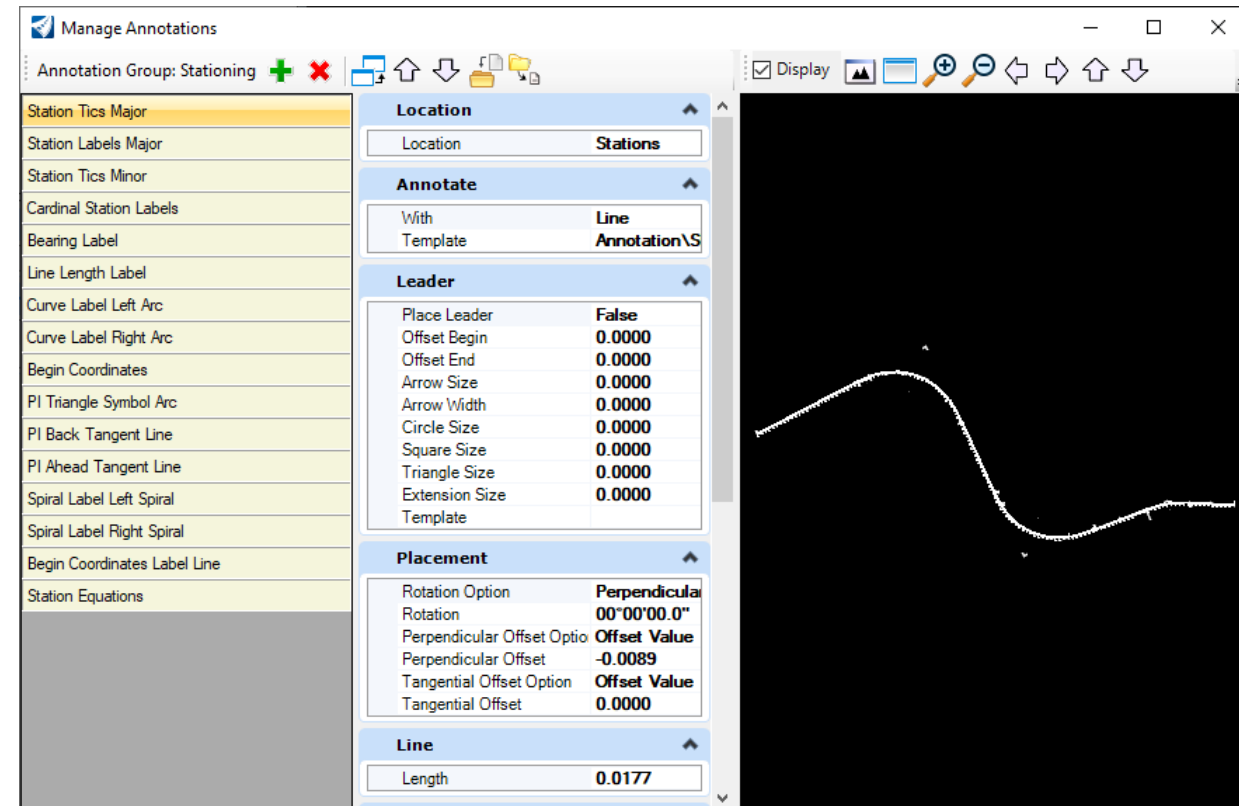 Manage Annotations
Annotation Group: Stationing
Display
Station Tics Major
Station Labels Major
Station Tics Minor
Cardinal Station Labels
Bearing Label
Line Length Label
Curve Label Left Arc
Curve Label Right Arc
Begin Coordinates
PI Triangle Symbol Arc
PI Back Tangent Line
PI Ahead Tangent Line
Spiral Label Left Spiral
Spiral Label Right Spiral
Begin Coordinates Label Line
Station Equations
Location
Location Stations
Annotate
With Line
Template Annotation\S
Leader
Place Leader False
Offset Begin 0.0000
Offset End 0.0000
Arrow Size 0.0000
Arrow Width 0.0000
Circle Size 0.0000
Square Size 0.0000
Triangle Size 0.0000
Extension Size 0.0000
Template
Placement
Rotation Option Perpendicular
Rotation 00°00'00.0"
Perpendicular Offset Optio Offset Value
Perpendicular Offset -0.0089
Tangential Offset Option Offset Value
Tangential Offset 0.0000
Line
Length 0.0177